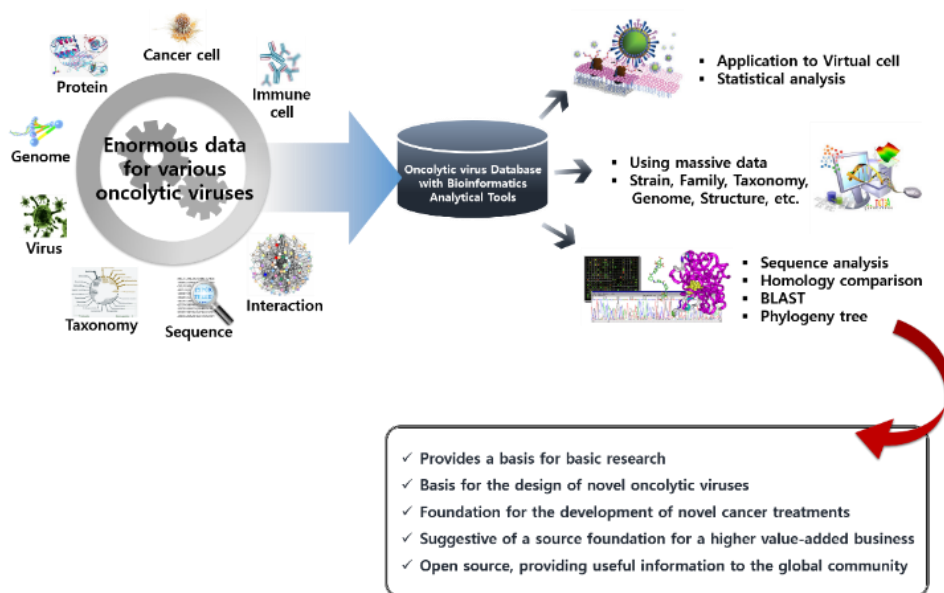 Cancer cell
Protein
Immune
cell
Genome
Enormous data
for various
oncolytic viruses
Virus
Taxonomy
Sequence
Interaction
Oncolytic virus Database
with Bioinformatics
Analytical Tools
▪ Application to Virtual cell
▪ Statistical analysis
▪ Using massive data
▪ Strain, Family, Taxonomy,
Genome, Structure, etc.
▪ Sequence analysis
▪ Homology comparison
▪ BLAST
▪ Phylogeny tree
✓ Provides a basis for basic research
✓ Basis for the design of novel oncolytic viruses
✓ Foundation for the development of novel cancer treatments
✓ Suggestive of a source foundation for a higher value-added business
✓ Open source, providing useful information to the global community